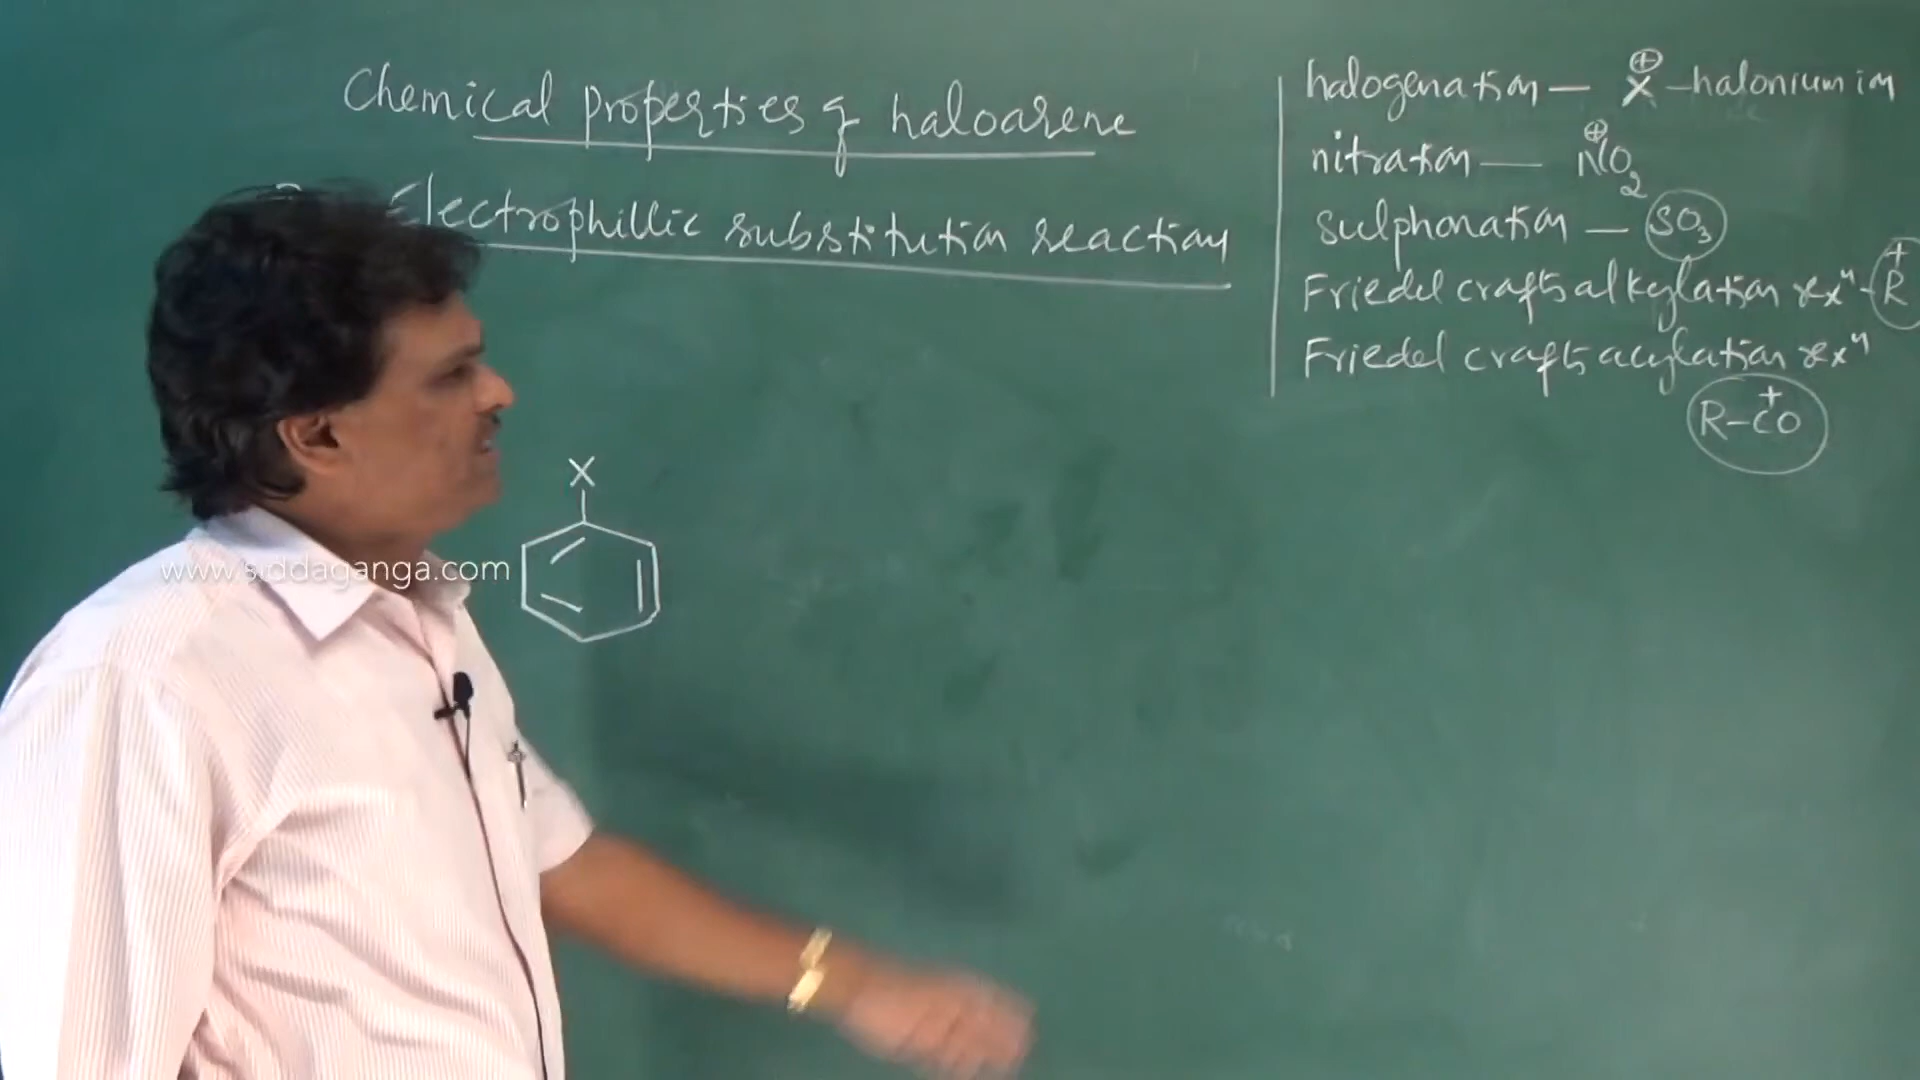 Chemical properties of haloarene
Electrophillic substitution reaction
halogenation — X⊕ – halonium ion
nitration — N⊕O2
sulphonation — SO3
Friedel crafts alkylation rxn – R+
Friedel crafts acylation rxn
R–C+O
X
www.siddaganga.com